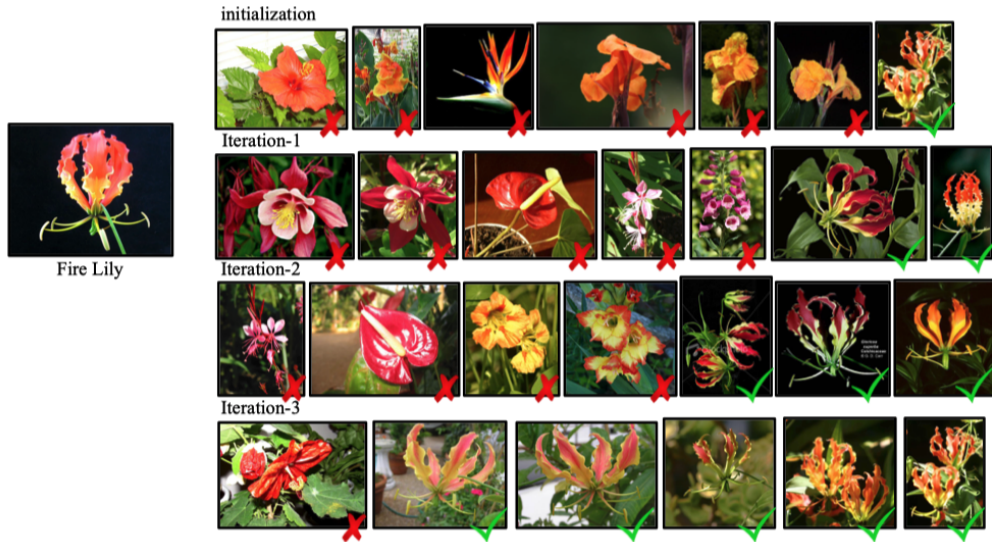 initialization
Iteration-1
Fire Lily
Iteration-2
Iteration-3